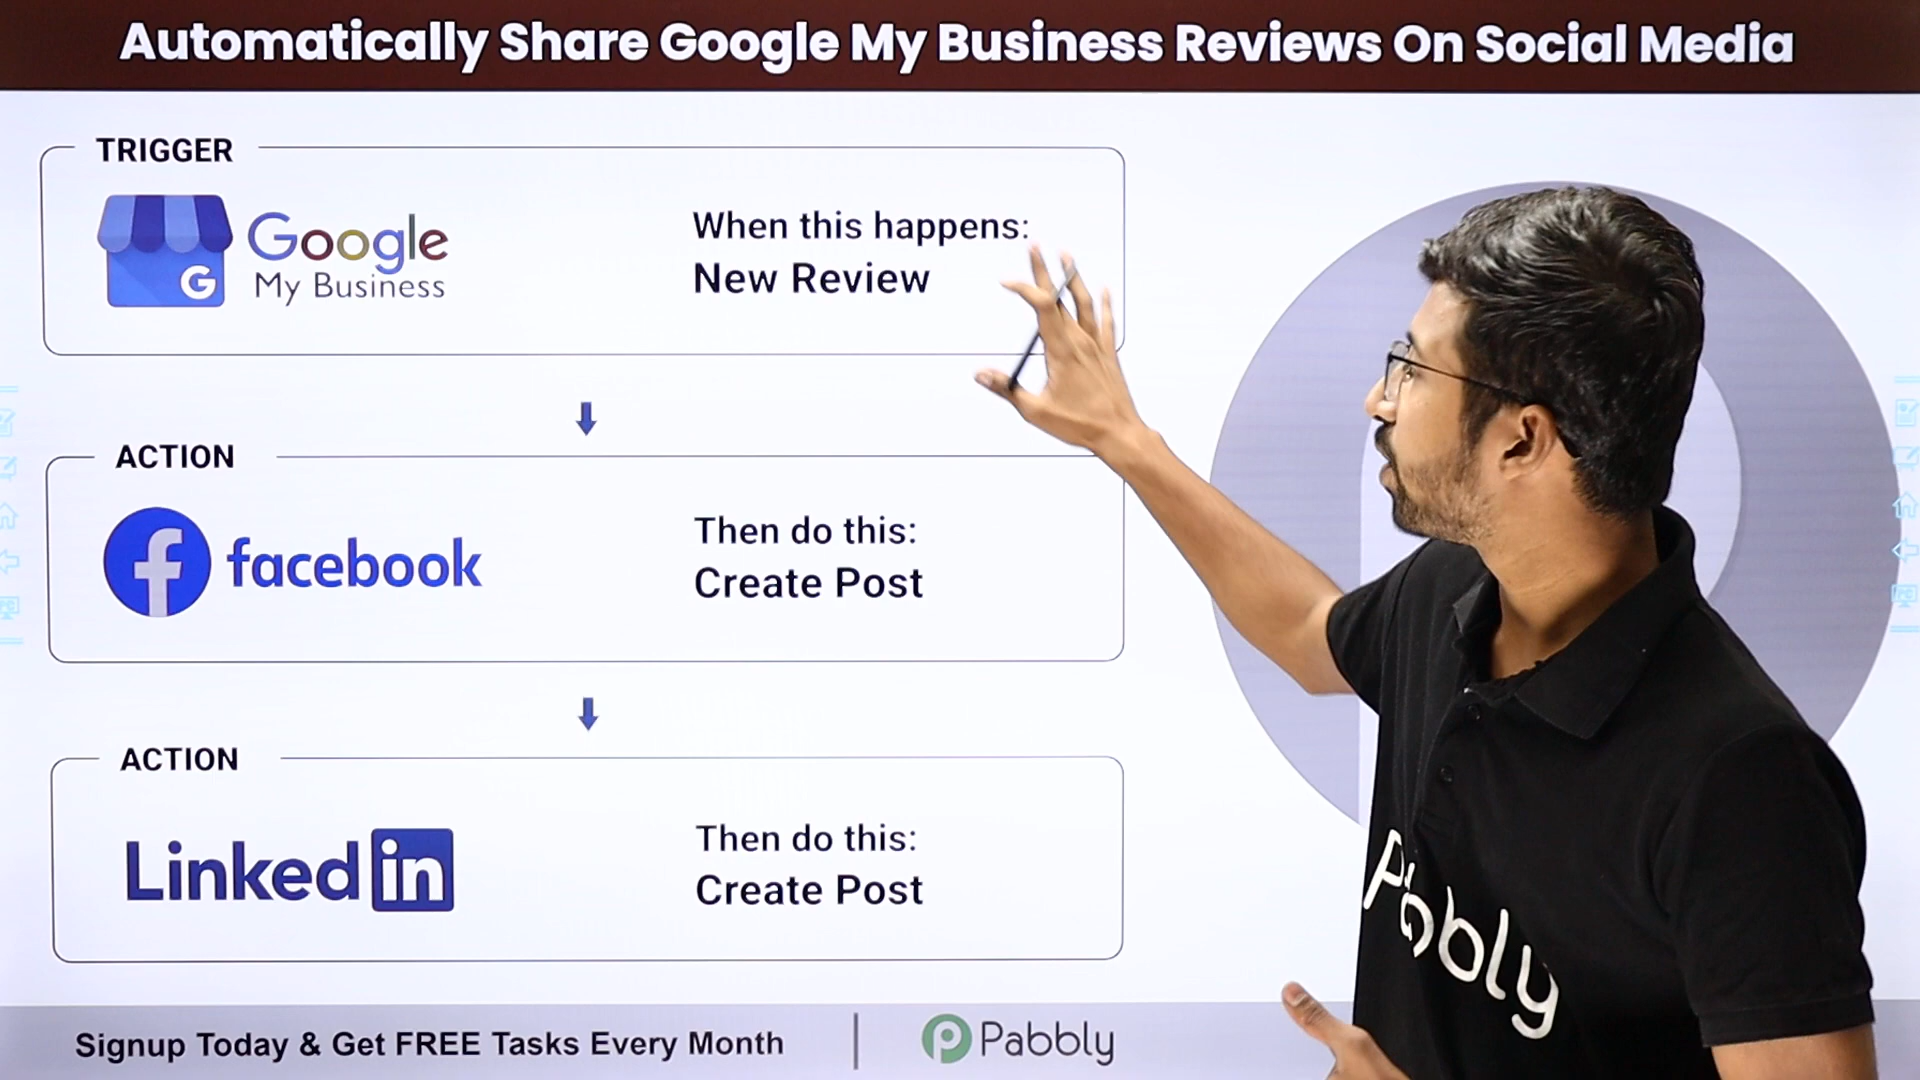 Automatically Share Google My Business Reviews On Social Media
TRIGGER
G
Google
My Business
When this happens:
New Review
ACTION
f facebook
Then do this:
Create Post
ACTION
Linked in
Then do this:
Create Post
Pabbly
Signup Today & Get FREE Tasks Every Month
Pabbly